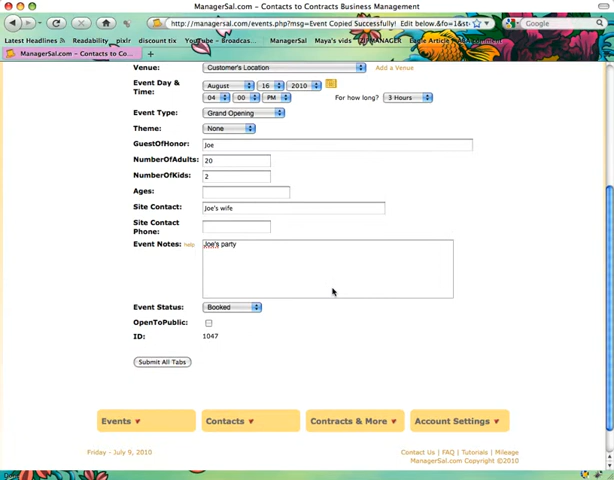 ManagerSal.com - Contacts to Contracts Business Management
http://managersal.com/events.php?msg=Event Copied Successfully! Edit below.&fo=1&st
Google
Latest Headlines Readability pixlr discount tix YouTube - Broadcas... Maya's vids
ManagerSal.com - Contacts to Co...
Venue: Customer's Location Add a Venue
Event Day & Time: August 16 2010
04 00 PM For how long? 3 Hours
Event Type: Grand Opening
Theme: None
GuestOfHonor: Joe
NumberOfAdults: 20
NumberOfKids: 2
Ages:
Site Contact: Joe's wife
Site Contact Phone:
Event Notes: help Joe's party
Event Status: Booked
OpenToPublic:
ID: 1047
Submit All Tabs
Events Contacts Contracts & More Account Settings
Friday - July 9, 2010 Contact Us | FAQ | Tutorials | Mileage
ManagerSal.com Copyright ©2010